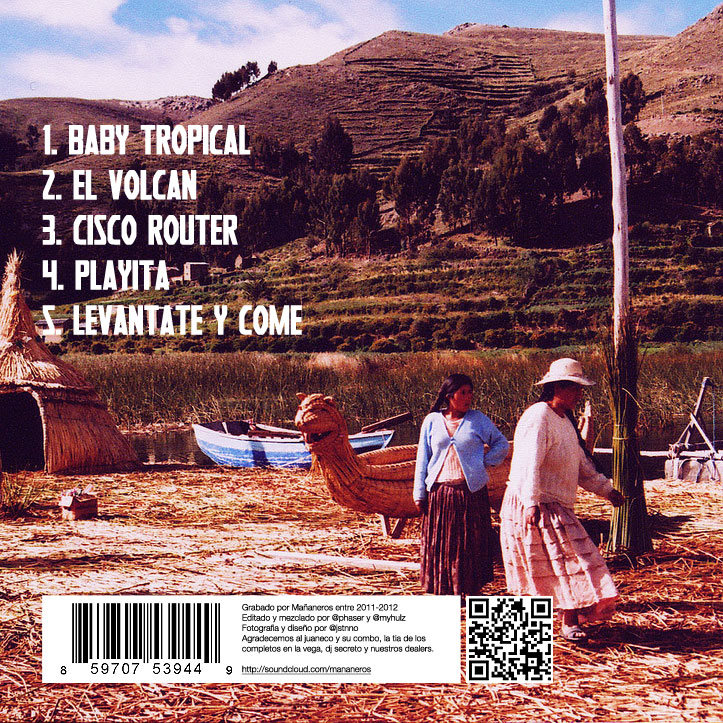 1. BABY TROPICAL
2. EL VOLCAN
3. CISCO ROUTER
4. PLAYITA
5. LEVANTATE Y COME
Grabado por Mañaneros entre 2011-2012
Editado y mezclado por @phaser y @myhulz
Fotografia y diseño por @jstnno
Agradecemos al juaneco y su combo, la tia de los
completos en la vega, dj secreto y nuestros dealers.
http://soundcloud.com/mananeros
8 59707 53944 9